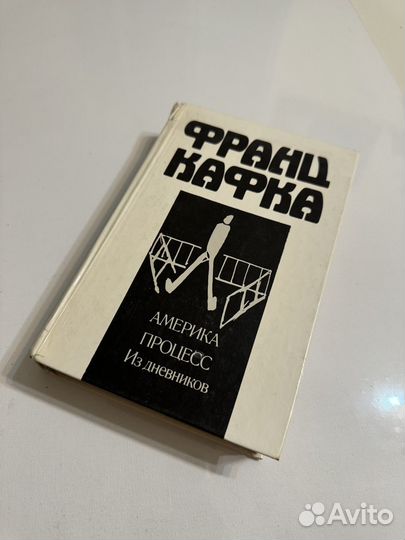 ФРАНЦ
КАФКА
АМЕРИКА
ПРОЦЕСС
Из дневников
Avito